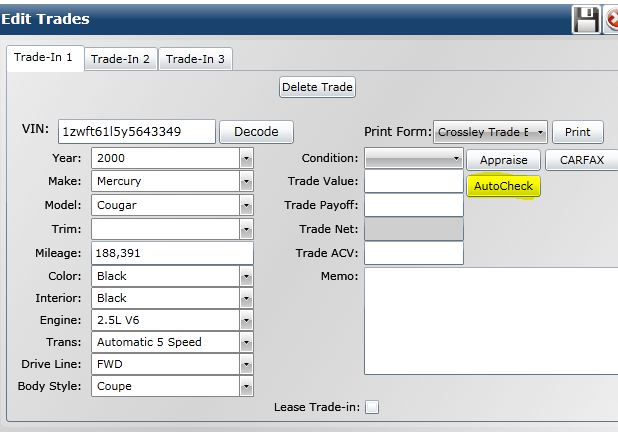 Edit Trades
Trade-In 1 Trade-In 2 Trade-In 3
Delete Trade
VIN: 1zwft61l5y5643349 Decode Print Form: Crossley Trade E Print
Year: 2000 Condition: Appraise CARFAX
Make: Mercury Trade Value: AutoCheck
Model: Cougar Trade Payoff:
Trim: Trade Net:
Mileage: 188,391 Trade ACV:
Color: Black Memo:
Interior: Black
Engine: 2.5L V6
Trans: Automatic 5 Speed
Drive Line: FWD
Body Style: Coupe
Lease Trade-in: